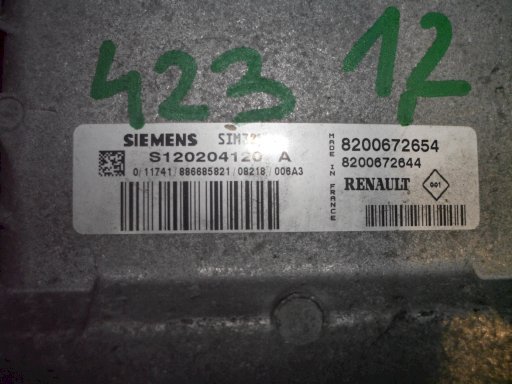 423 12
SIEMENS
S120204120 A
0/11741/886685821/08218/006A3
MADE IN FRANCE
8200672654
8200672644
RENAULT
001